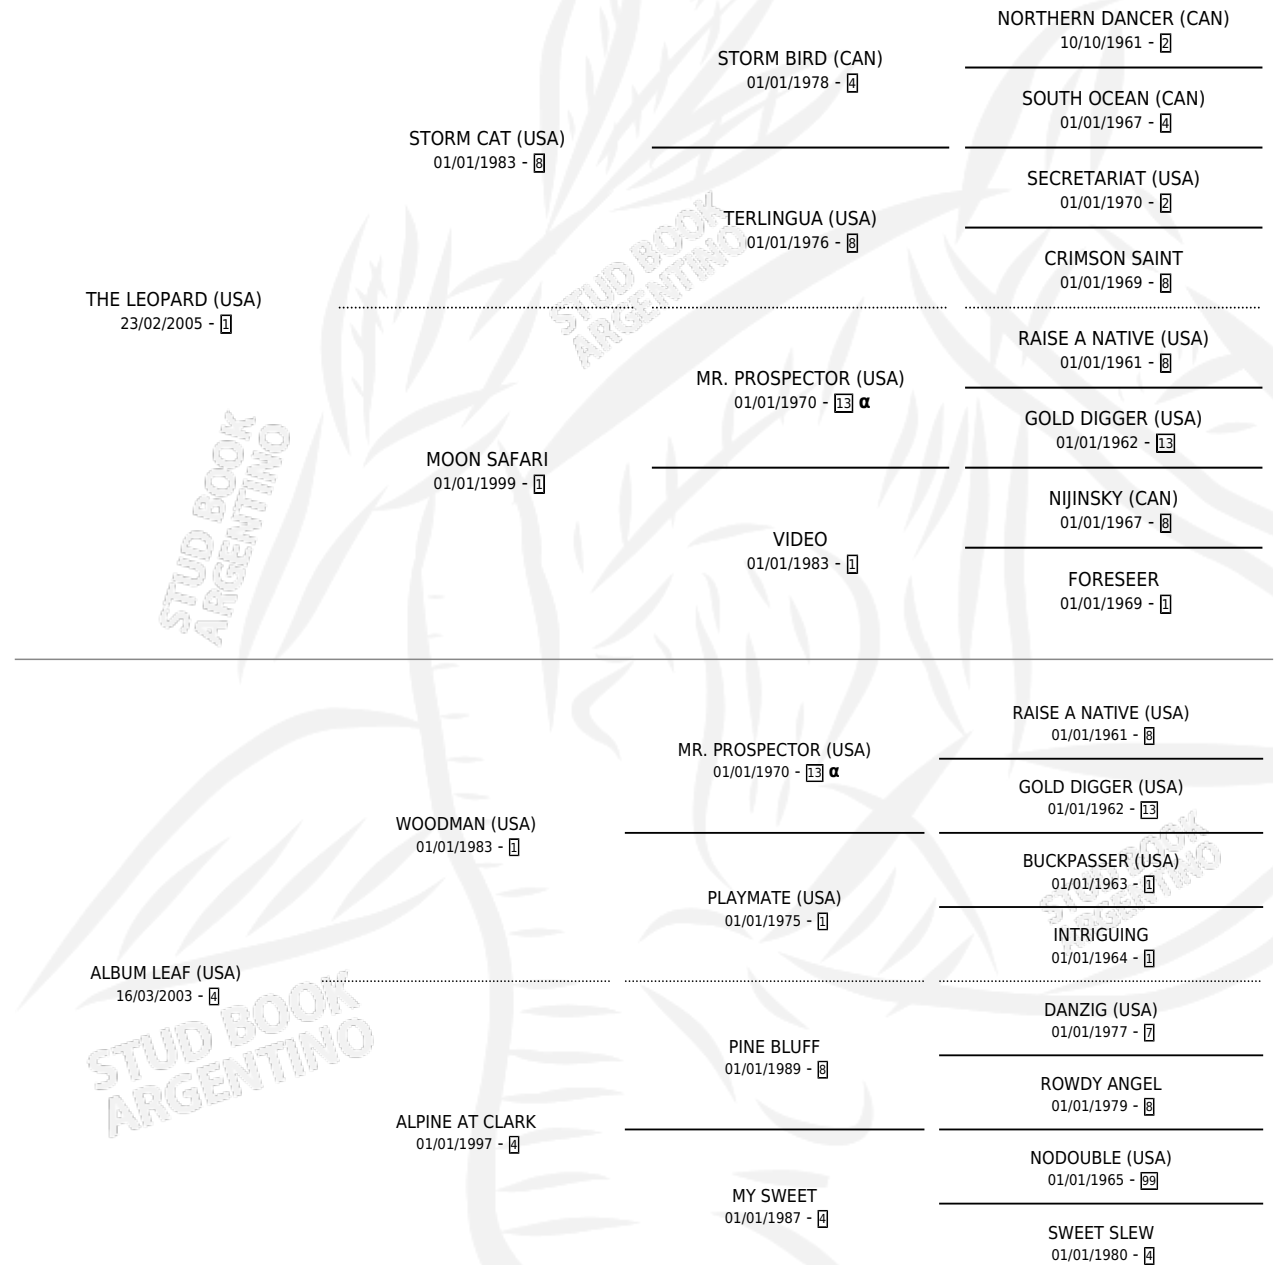 NORTHERN DANCER (CAN)
10/10/1961 - 2
STORM BIRD (CAN)
01/01/1978 - 4
SOUTH OCEAN (CAN)
01/01/1967 - 4
STORM CAT (USA)
01/01/1983 - 8
SECRETARIAT (USA)
01/01/1970 - 2
TERLINGUA (USA)
01/01/1976 - 8
CRIMSON SAINT
01/01/1969 - 8
THE LEOPARD (USA)
23/02/2005 - 1
RAISE A NATIVE (USA)
01/01/1961 - 8
MR. PROSPECTOR (USA)
01/01/1970 - 13 α
GOLD DIGGER (USA)
01/01/1962 - 13
MOON SAFARI
01/01/1999 - 1
NIJINSKY (CAN)
01/01/1967 - 8
VIDEO
01/01/1983 - 1
FORESEER
01/01/1969 - 1
RAISE A NATIVE (USA)
01/01/1961 - 8
MR. PROSPECTOR (USA)
01/01/1970 - 13 α
GOLD DIGGER (USA)
01/01/1962 - 13
WOODMAN (USA)
01/01/1983 - 1
BUCKPASSER (USA)
01/01/1963 - 1
PLAYMATE (USA)
01/01/1975 - 1
INTRIGUING
01/01/1964 - 1
ALBUM LEAF (USA)
16/03/2003 - 4
DANZIG (USA)
01/01/1977 - 7
PINE BLUFF
01/01/1989 - 8
ROWDY ANGEL
01/01/1979 - 8
ALPINE AT CLARK
01/01/1997 - 4
NODOUBLE (USA)
01/01/1965 - 99
MY SWEET
01/01/1987 - 4
SWEET SLEW
01/01/1980 - 4
STUD BOOK
ARGENTINO
STUD BOOK
ARGENTINO
STUD BOOK
ARGENTINO
STUD BOOK
ARGENTINO